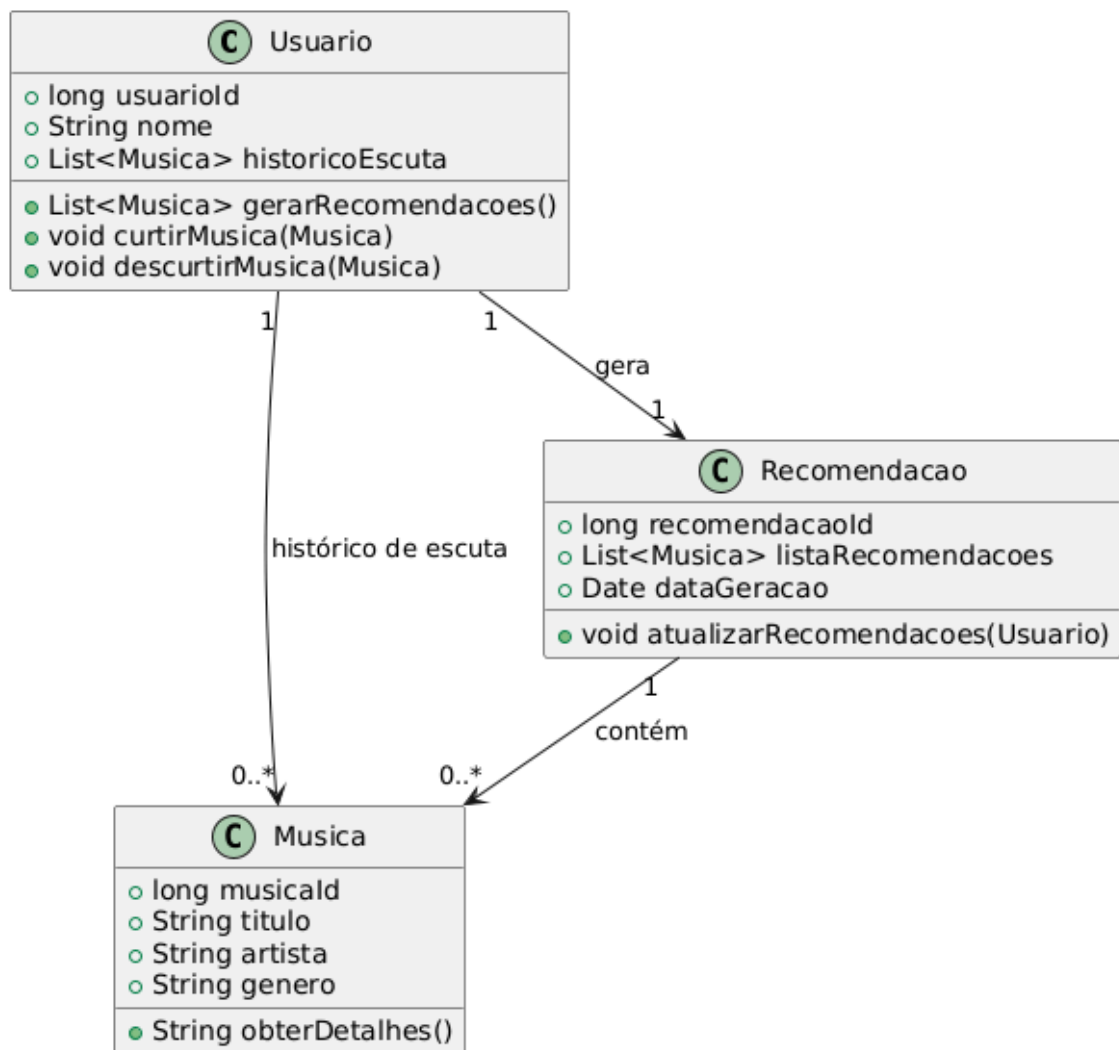 C Usuario
long usuarioId
String nome
List<Musica> historicoEscuta
List<Musica> gerarRecomendacoes()
void curtirMusica(Musica)
void descurtirMusica(Musica)
1
1
gera
1
C Recomendacao
long recomendacaoId
List<Musica> listaRecomendacoes
Date dataGeracao
void atualizarRecomendacoes(Usuario)
histórico de escuta
1
contém
0..*
0..*
C Musica
long musicaId
String titulo
String artista
String genero
String obterDetalhes()